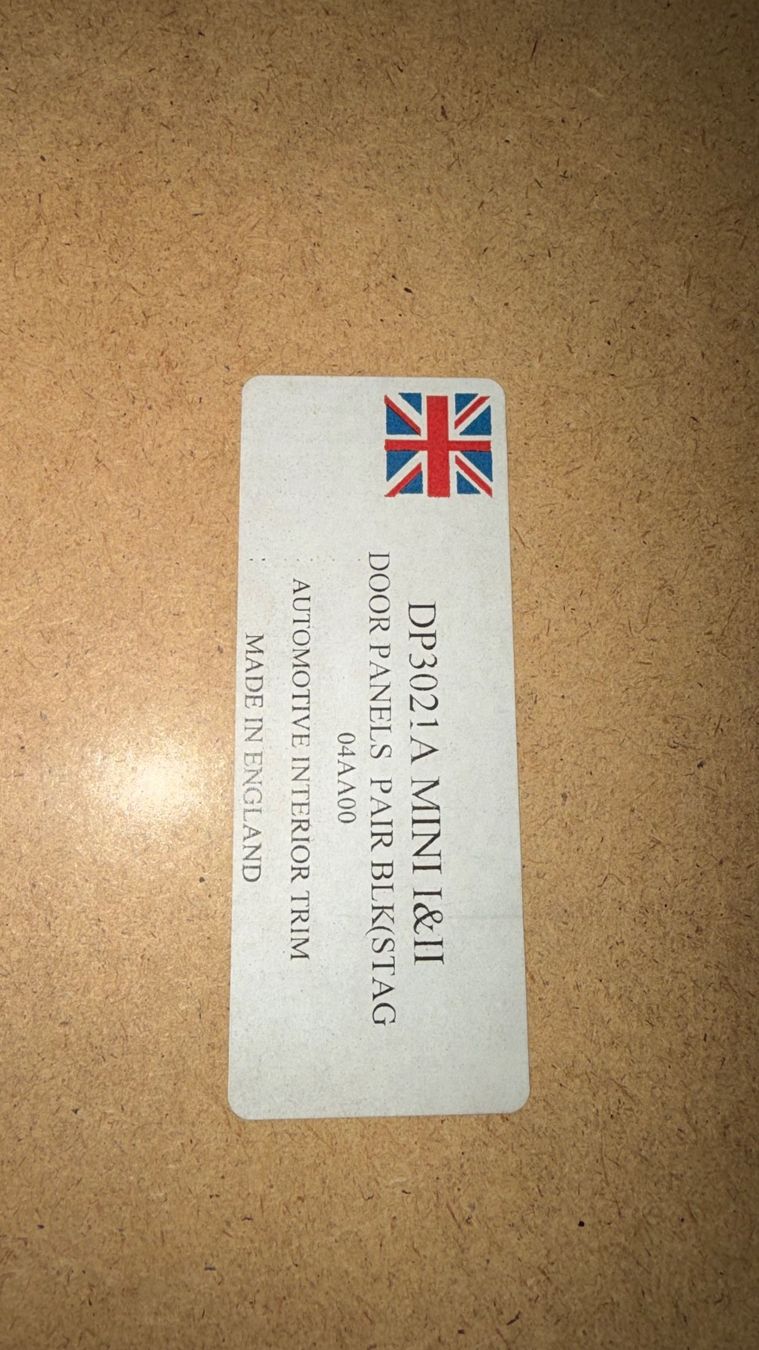 DP3021A MINI I&II
DOOR PANELS PAIR BLK(STAG
04AA00
AUTOMOTIVE INTERIOR TRIM
MADE IN ENGLAND